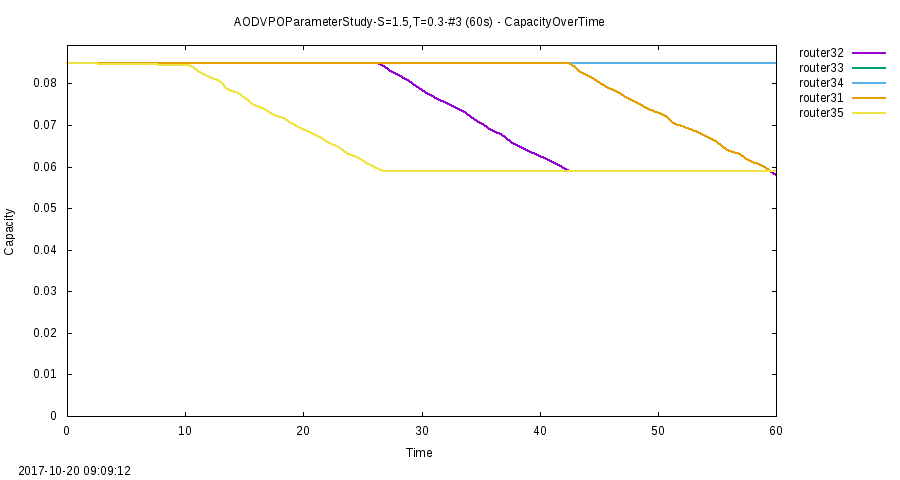 AODVPOParameterStudy-S=1.5,T=0.3-#3 (60s) - CapacityOverTime
router32
router33
router34
router31
router35
0.08
0.07
0.06
0.05
0.04
0.03
0.02
0.01
0
Capacity
0 10 20 30 40 50 60
Time
2017-10-20 09:09:12